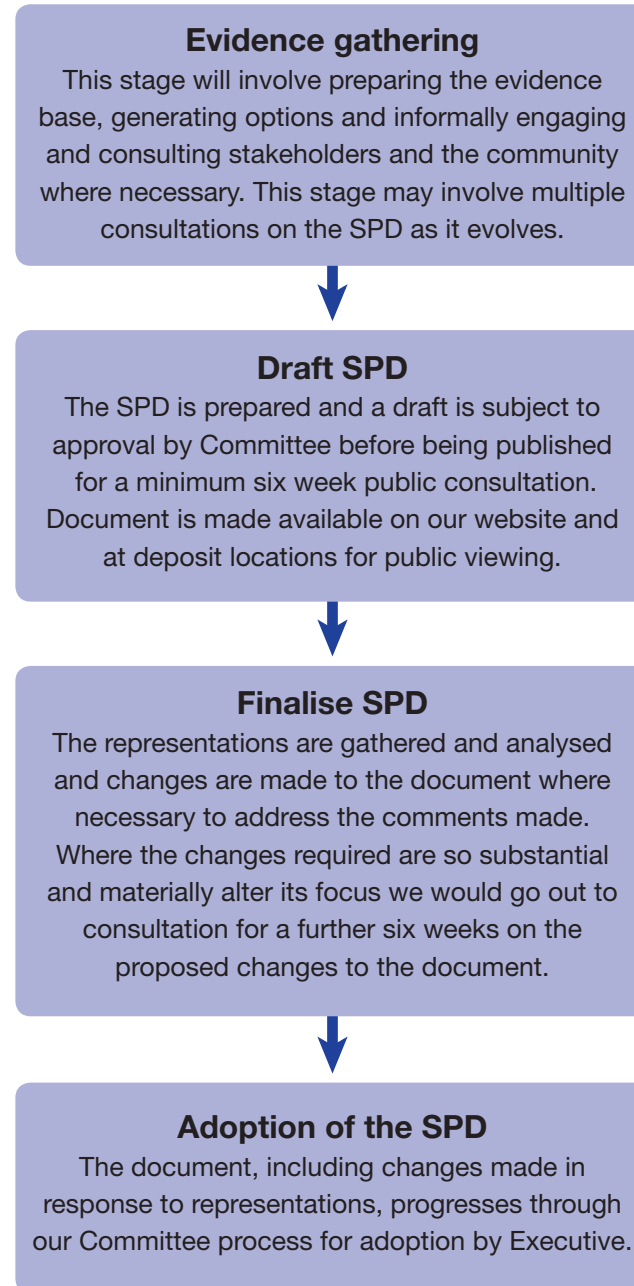 Evidence gathering
This stage will involve preparing the evidence
base, generating options and informally engaging
and consulting stakeholders and the community
where necessary. This stage may involve multiple
consultations on the SPD as it evolves.
Draft SPD
The SPD is prepared and a draft is subject to
approval by Committee before being published
for a minimum six week public consultation.
Document is made available on our website and
at deposit locations for public viewing.
Finalise SPD
The representations are gathered and analysed
and changes are made to the document where
necessary to address the comments made.
Where the changes required are so substantial
and materially alter its focus we would go out to
consultation for a further six weeks on the
proposed changes to the document.
Adoption of the SPD
The document, including changes made in
response to representations, progresses through
our Committee process for adoption by Executive.